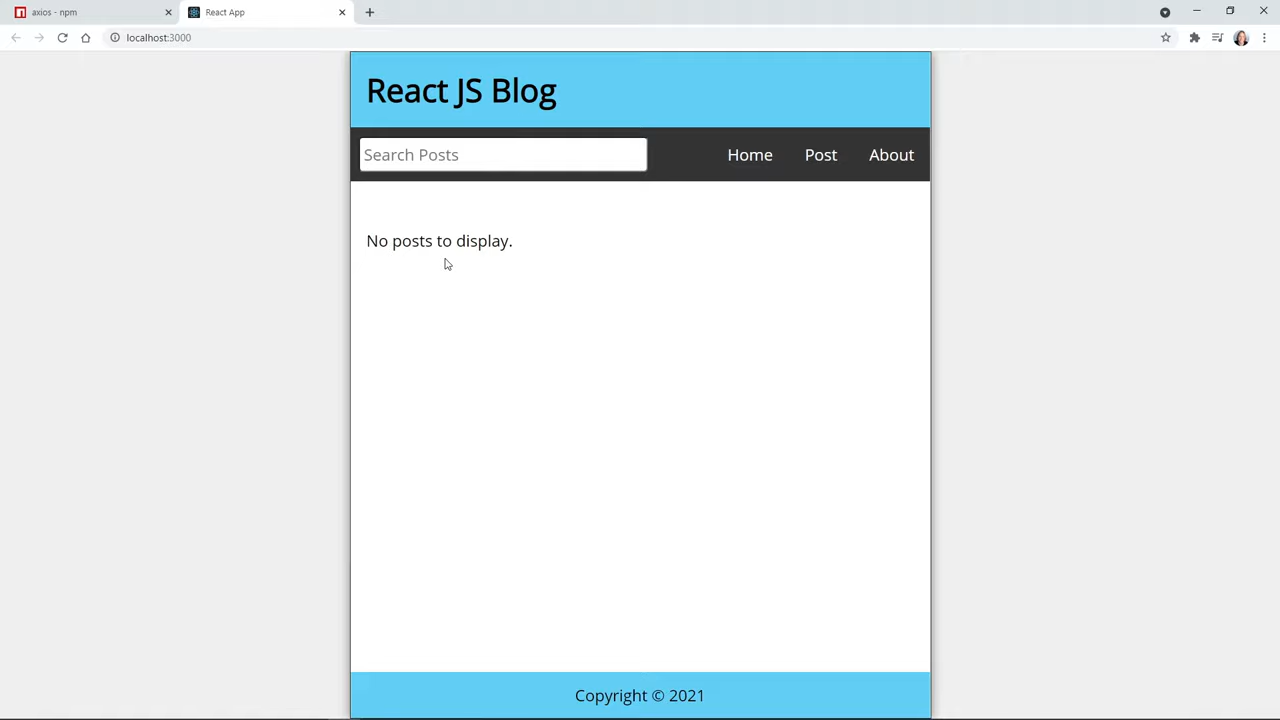 axios - npm
React App
localhost:3000
React JS Blog
Search Posts
Home Post About
No posts to display.
Copyright © 2021